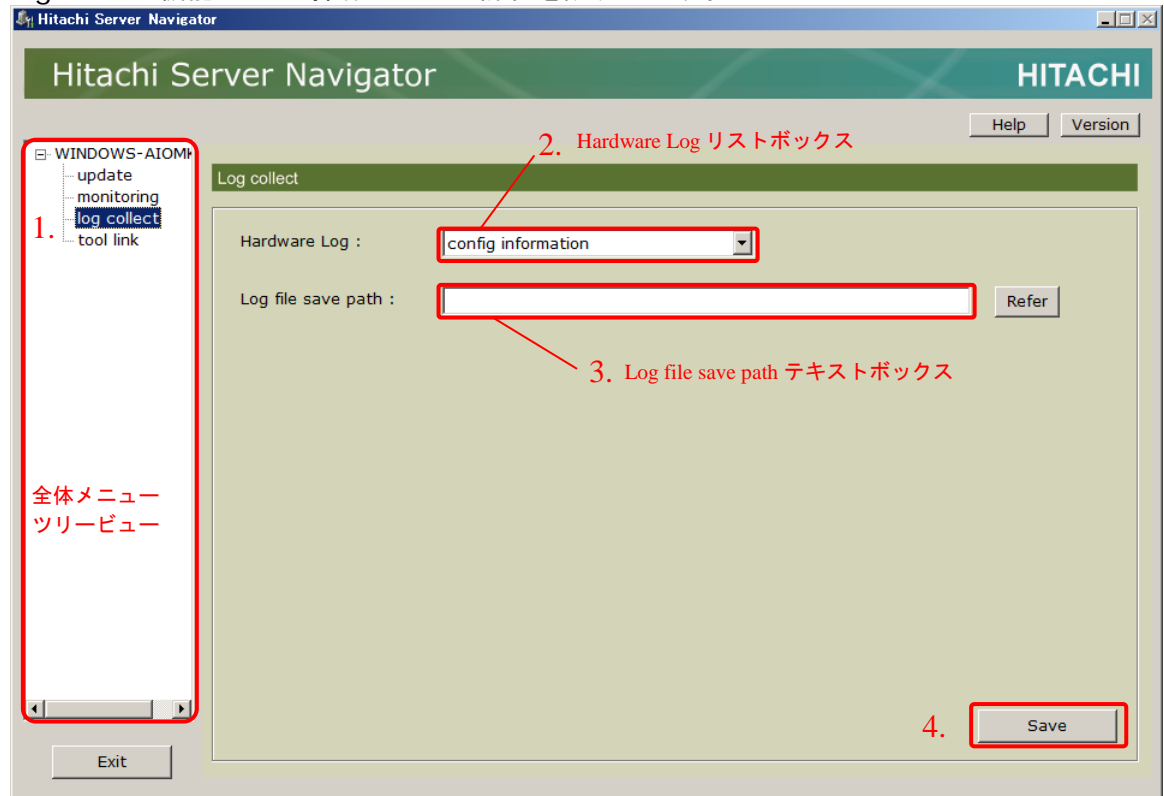 Hitachi Server Navigator
Hitachi Server Navigator
HITACHI
Help
Version
2. Hardware Log リストボックス
WINDOWS-AIOM
update
monitoring
log collect
tool link
1.
Log collect
Hardware Log :
config information
Log file save path :
Refer
3. Log file save path テキストボックス
全体メニュー
ツリービュー
4.
Save
Exit